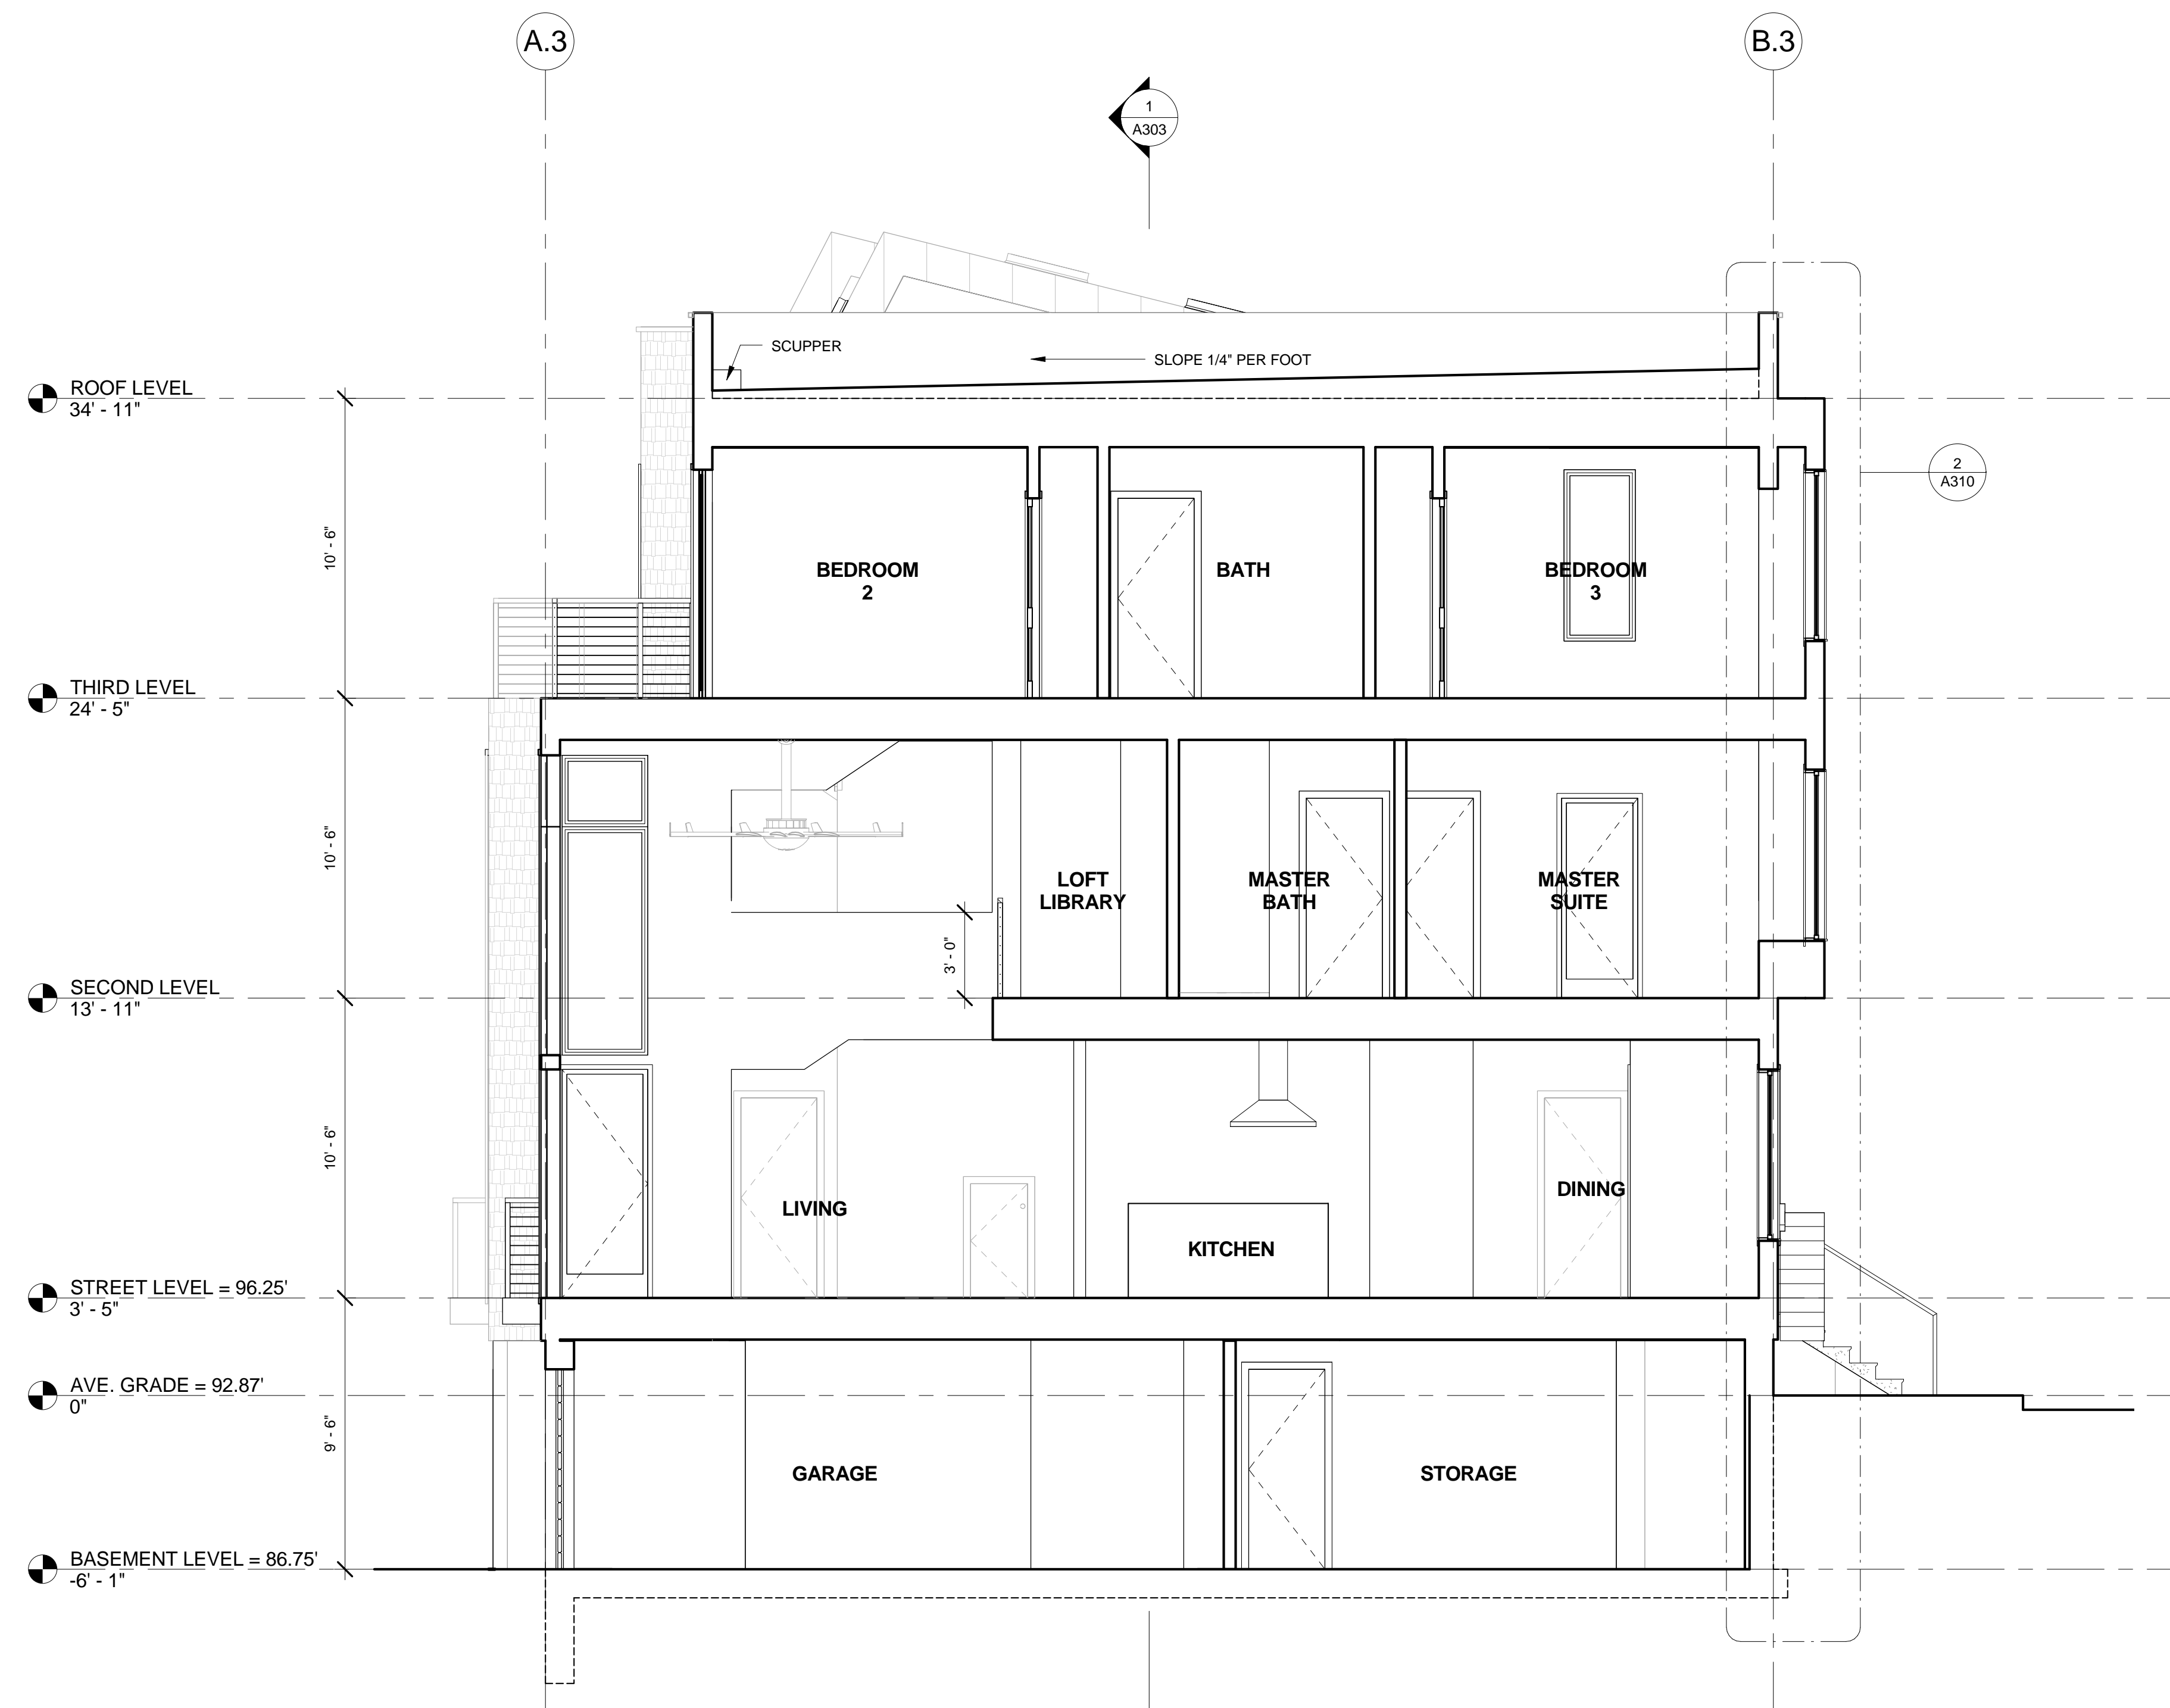 A.3
B.3
1
A303
SCUPPER
SLOPE 1/4" PER FOOT
ROOF LEVEL
34' - 11"
2
A310
10' - 6"
BEDROOM
2
BATH
BEDROOM
3
THIRD LEVEL
24' - 5"
10' - 6"
LOFT
LIBRARY
MASTER
BATH
MASTER
SUITE
3' - 0"
SECOND LEVEL
13' - 11"
10' - 6"
LIVING
KITCHEN
DINING
STREET LEVEL = 96.25'
3' - 5"
AVE. GRADE = 92.87'
0"
9' - 6"
GARAGE
STORAGE
BASEMENT LEVEL = 86.75'
-6' - 1"